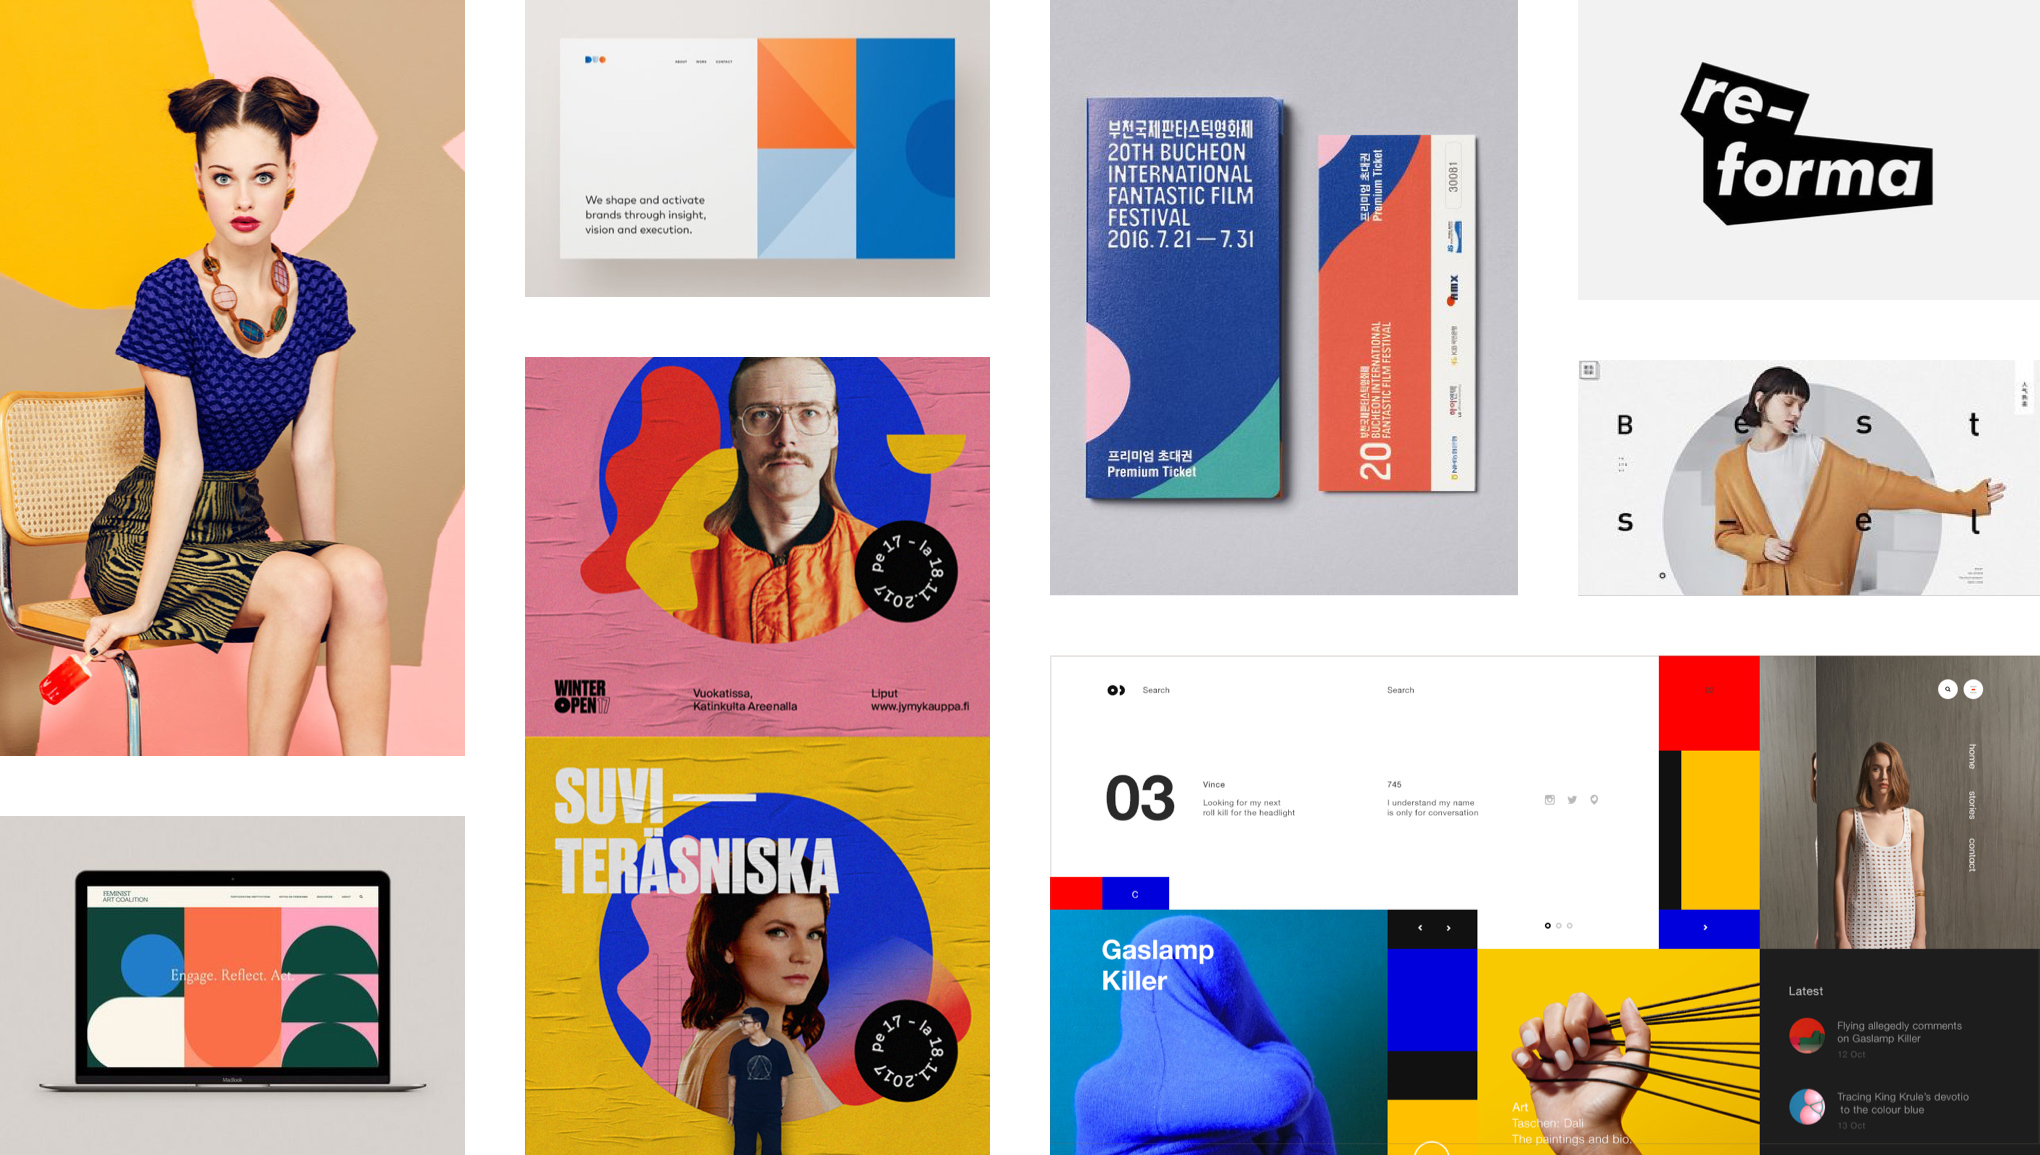 FEMINIST
ART COALITION
ABOUT
Engage. Reflect. Act.
MacBook
DUO
ABOUT WORK CONTACT
We shape and activate
brands through insight,
vision and execution.
pe 17 – la 18.11.2017
WINTER
OPEN17
Vuokatissa,
Katinkulta Areenalla
Liput
www.jymykauppa.fi
SUVI —
TERÄSNISKA
pe 17 – la 18.11.2017
부천국제판타스틱영화제
20TH BUCHEON
INTERNATIONAL
FANTASTIC FILM
FESTIVAL
2016.7.21 — 7.31
프리미엄 초대권
Premium Ticket
프리미엄 초대권
Premium Ticket
20
부천국제판타스틱영화제
BUCHEON INTERNATIONAL
FANTASTIC FILM FESTIVAL
30081
re-
forma
B e s t
s – e l
人气热卖
Search
Search
03
Vince
Looking for my next
roll kill for the headlight
745
I understand my name
is only for conversation
C
Gaslamp
Killer
Art
Taschen: Dali
The paintings and bio.
home
stories
contact
Latest
Flying allegedly comments
on Gaslamp Killer
12 Oct
Tracing King Krule's devotio
to the colour blue
13 Oct